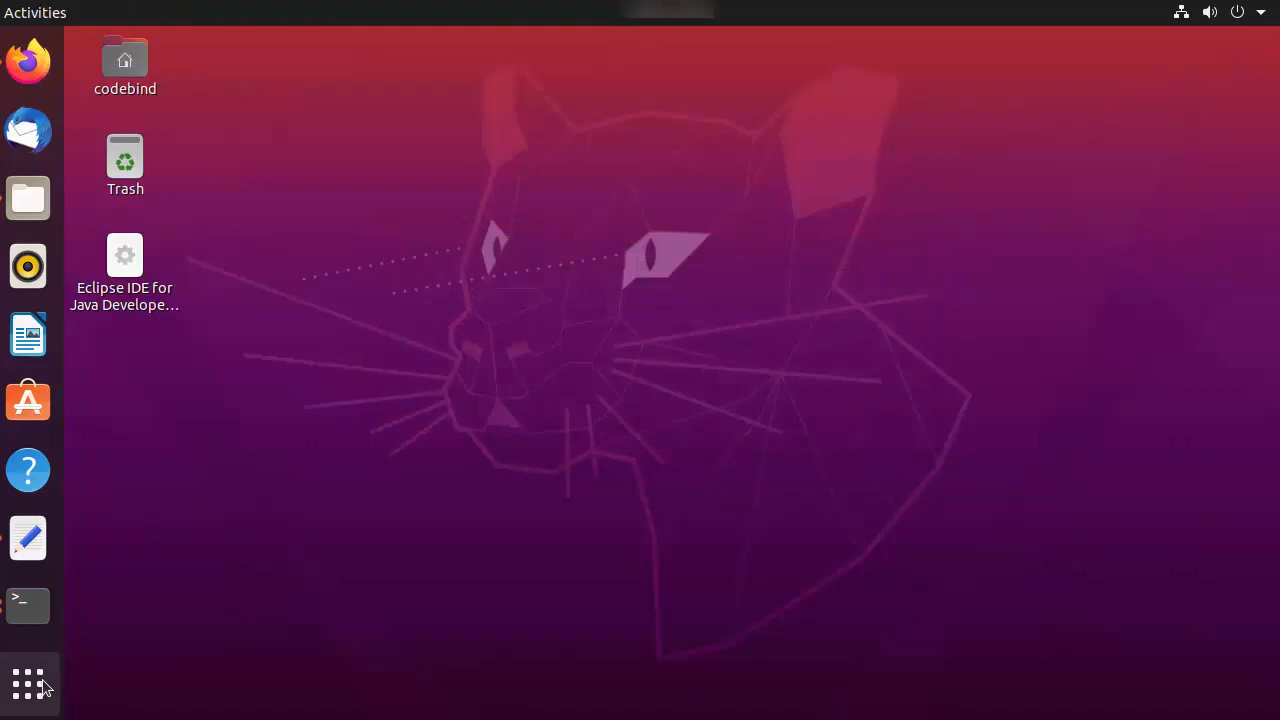 Activities
codebind
Trash
Eclipse IDE for
Java Develope...
?
>_